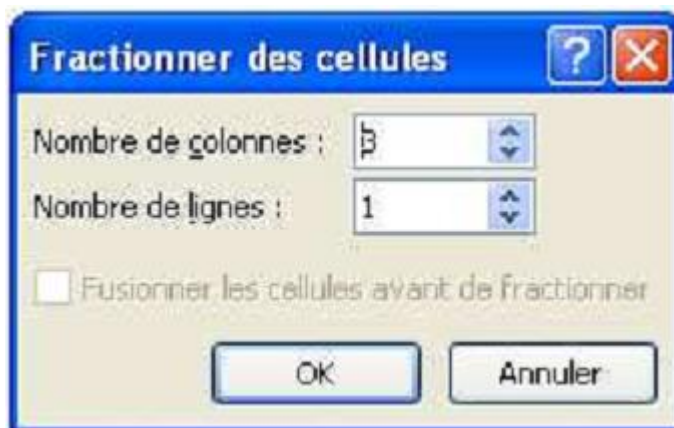 Fractionner des cellules
Nombre de colonnes : 3
Nombre de lignes : 1
Fusionner les cellules avant de fractionner
OK Annuler